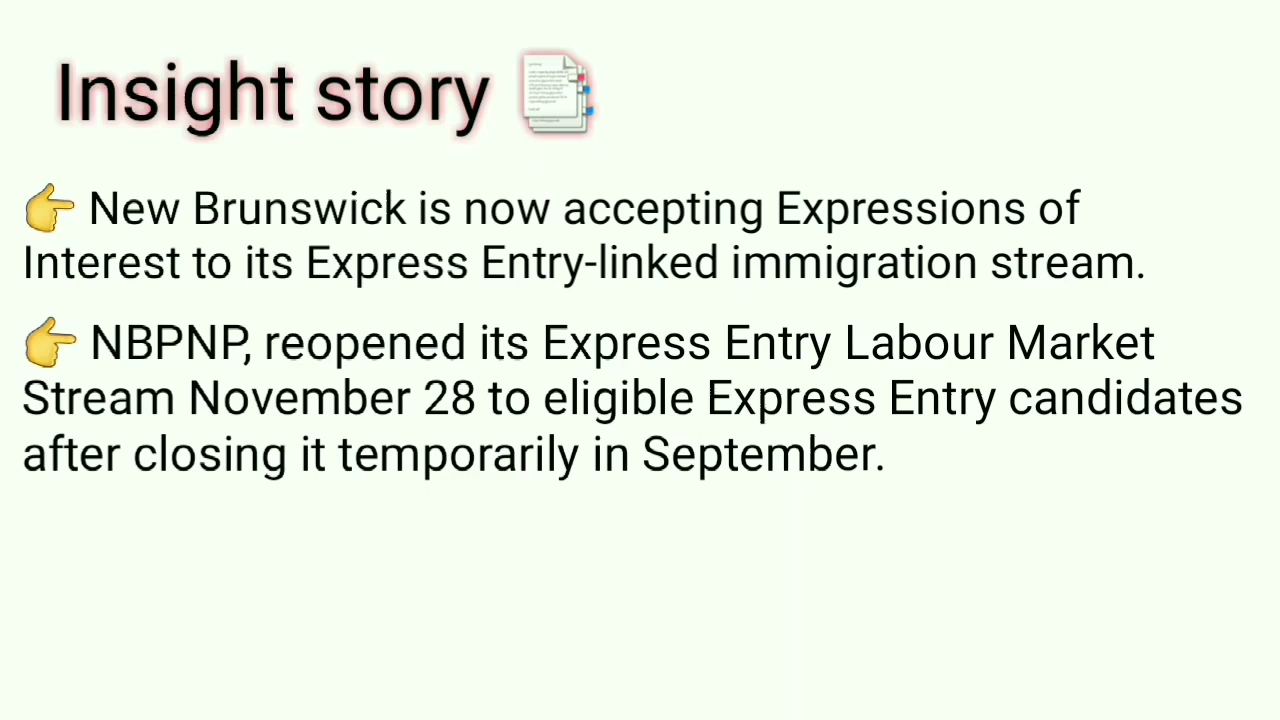 Insight story 📑
👉 New Brunswick is now accepting Expressions of
Interest to its Express Entry-linked immigration stream.
👉 NBPNP, reopened its Express Entry Labour Market
Stream November 28 to eligible Express Entry candidates
after closing it temporarily in September.